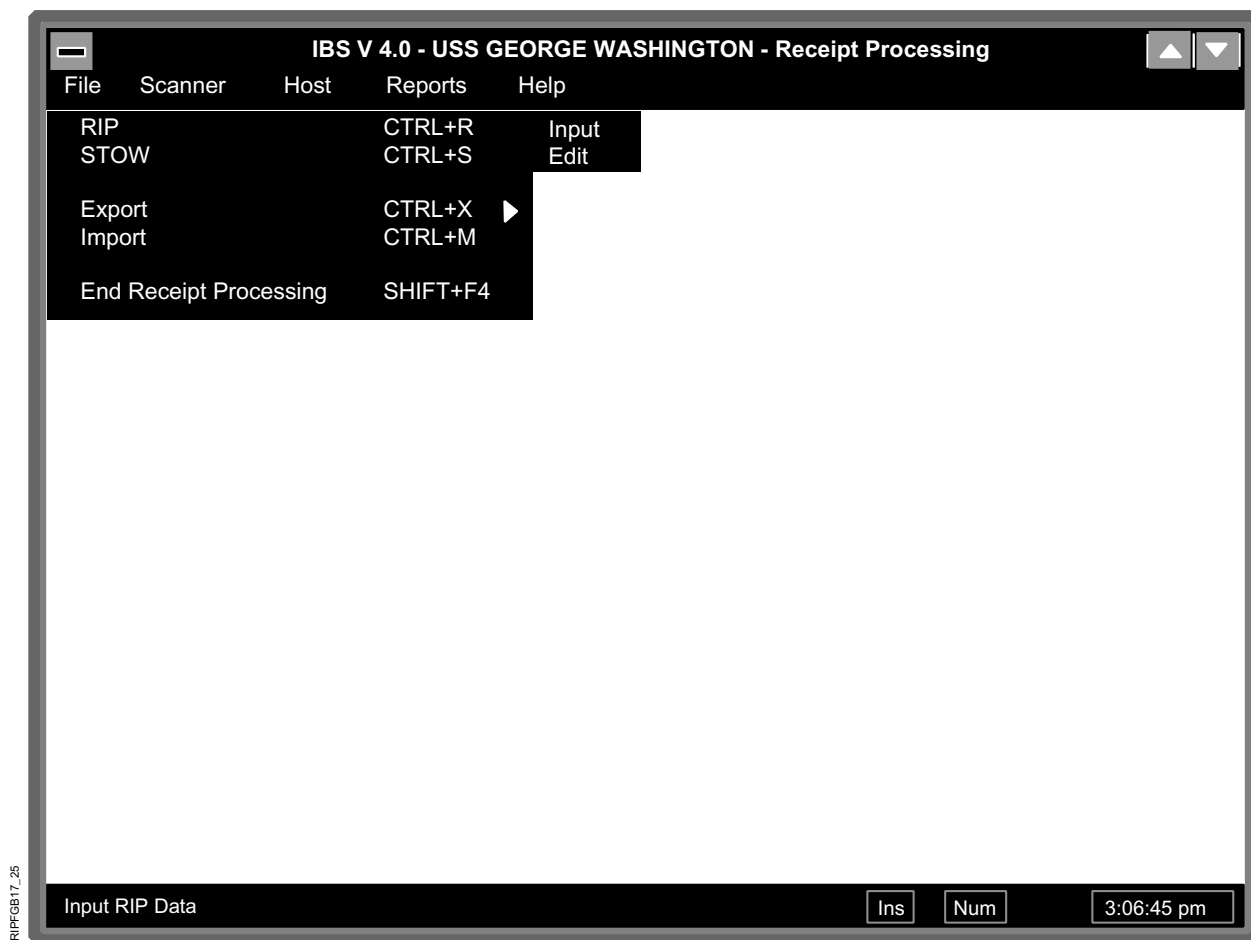 IBS V 4.0 - USS GEORGE WASHINGTON - Receipt Processing
File Scanner Host Reports Help
RIP CTRL+R Input
STOW CTRL+S Edit
Export CTRL+X
Import CTRL+M
End Receipt Processing SHIFT+F4
Input RIP Data Ins Num 3:06:45 pm
RIPFGB17_25